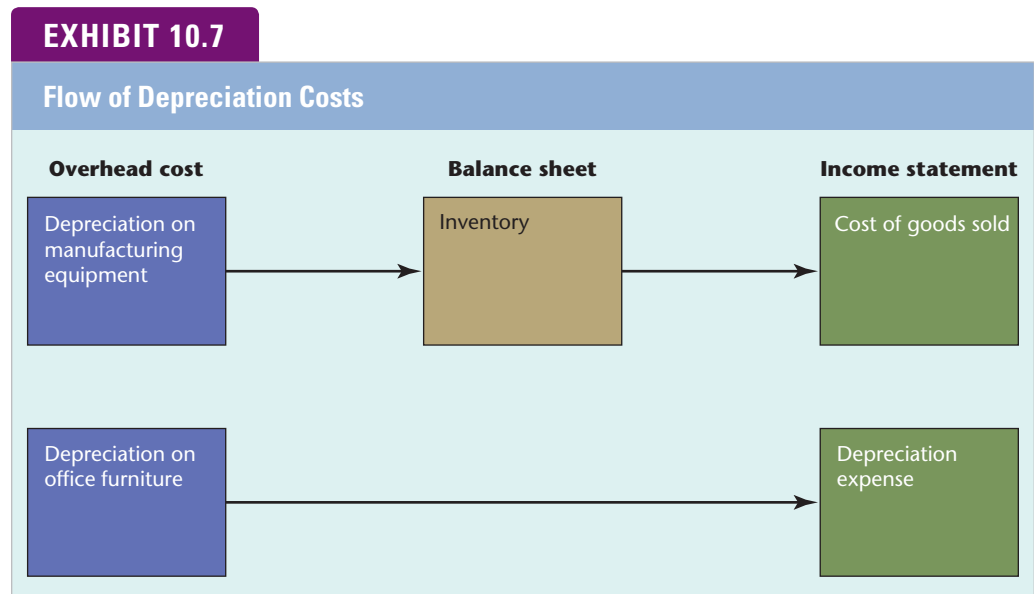 EXHIBIT 10.7
Flow of Depreciation Costs
Overhead cost
Balance sheet
Income statement
Depreciation on
manufacturing
equipment
Inventory
Cost of goods sold
Depreciation on
office furniture
Depreciation
expense